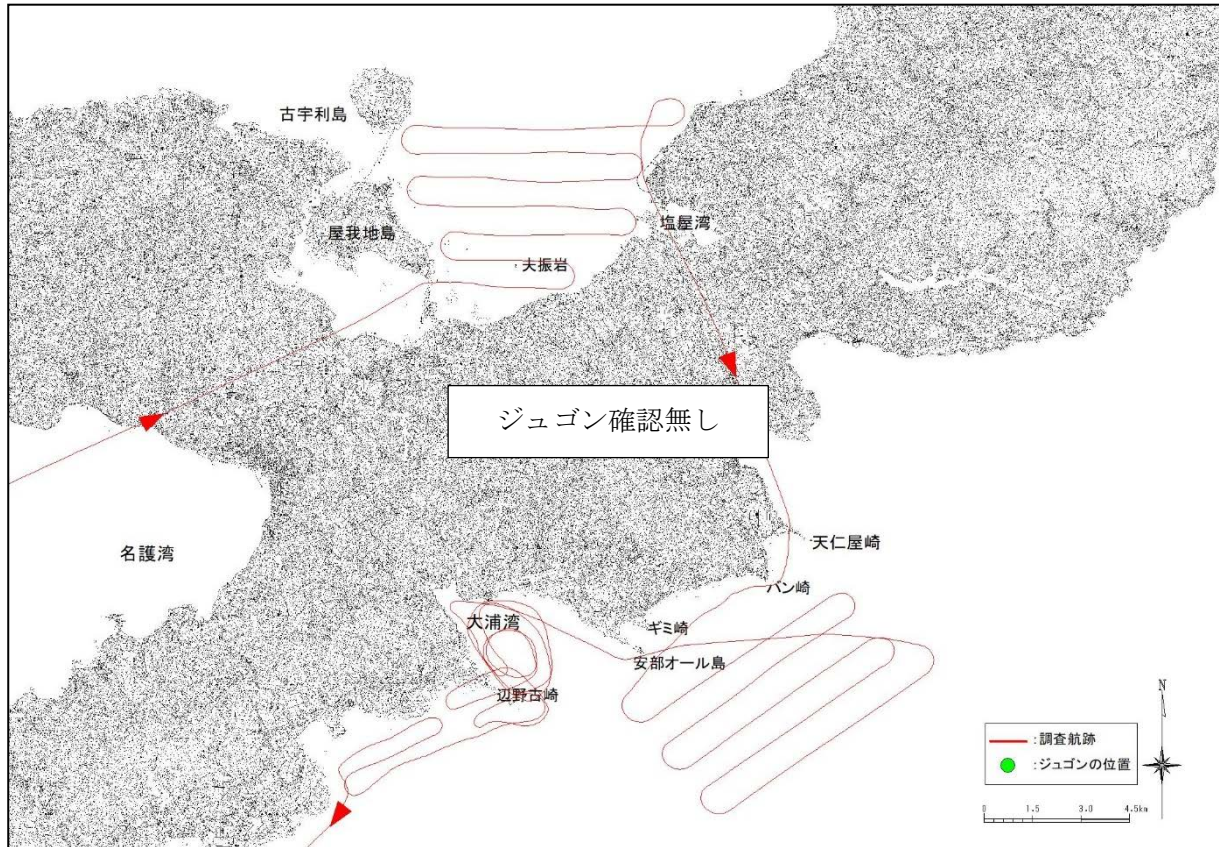 古宇利島
屋我地島
塩屋湾
夫振岩
ジュゴン確認無し
名護湾
天仁屋崎
バン崎
大浦湾
ギミ崎
安部オール島
辺野古崎
N
:調査航跡
:ジュゴンの位置
0 1.5 3.0 4.5km